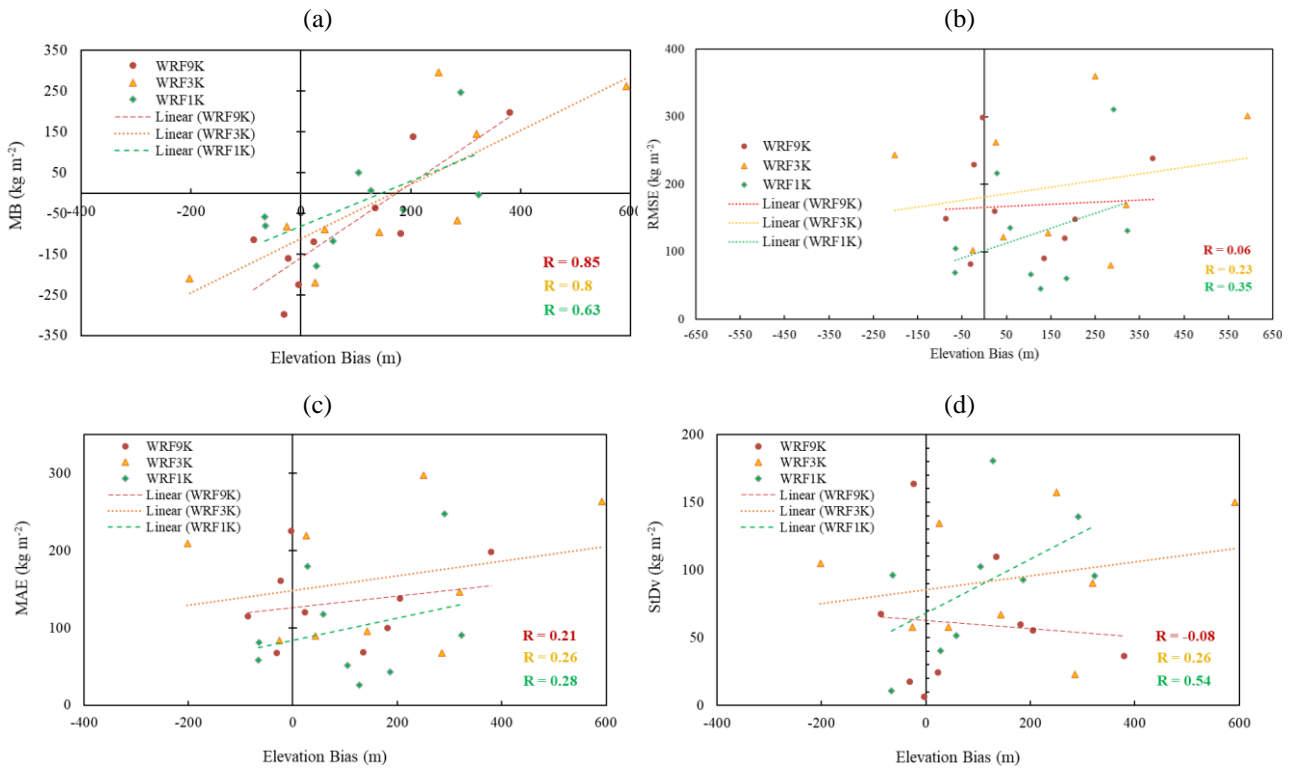 (a)
350
250
150
50
-50
-150
-250
-350
MB (kg m-2)
WRF9K
WRF3K
WRF1K
Linear (WRF9K)
Linear (WRF3K)
Linear (WRF1K)
R = 0.85
R = 0.8
R = 0.63
-400 -200 0 200 400 600
Elevation Bias (m)
(b)
400
300
200
100
0
RMSE (kg m-2)
WRF9K
WRF3K
WRF1K
Linear (WRF9K)
Linear (WRF3K)
Linear (WRF1K)
R = 0.06
R = 0.23
R = 0.35
-650 -550 -450 -350 -250 -150 -50 50 150 250 350 450 550 650
Elevation Bias (m)
(c)
300
200
100
0
MAE (kg m-2)
WRF9K
WRF3K
WRF1K
Linear (WRF9K)
Linear (WRF3K)
Linear (WRF1K)
R = 0.21
R = 0.26
R = 0.28
-400 -200 0 200 400 600
Elevation Bias (m)
(d)
200
150
100
50
0
StDv (kg m-2)
WRF9K
WRF3K
WRF1K
Linear (WRF9K)
Linear (WRF3K)
Linear (WRF1K)
R = -0.08
R = 0.26
R = 0.54
-400 -200 0 200 400 600
Elevation Bias (m)